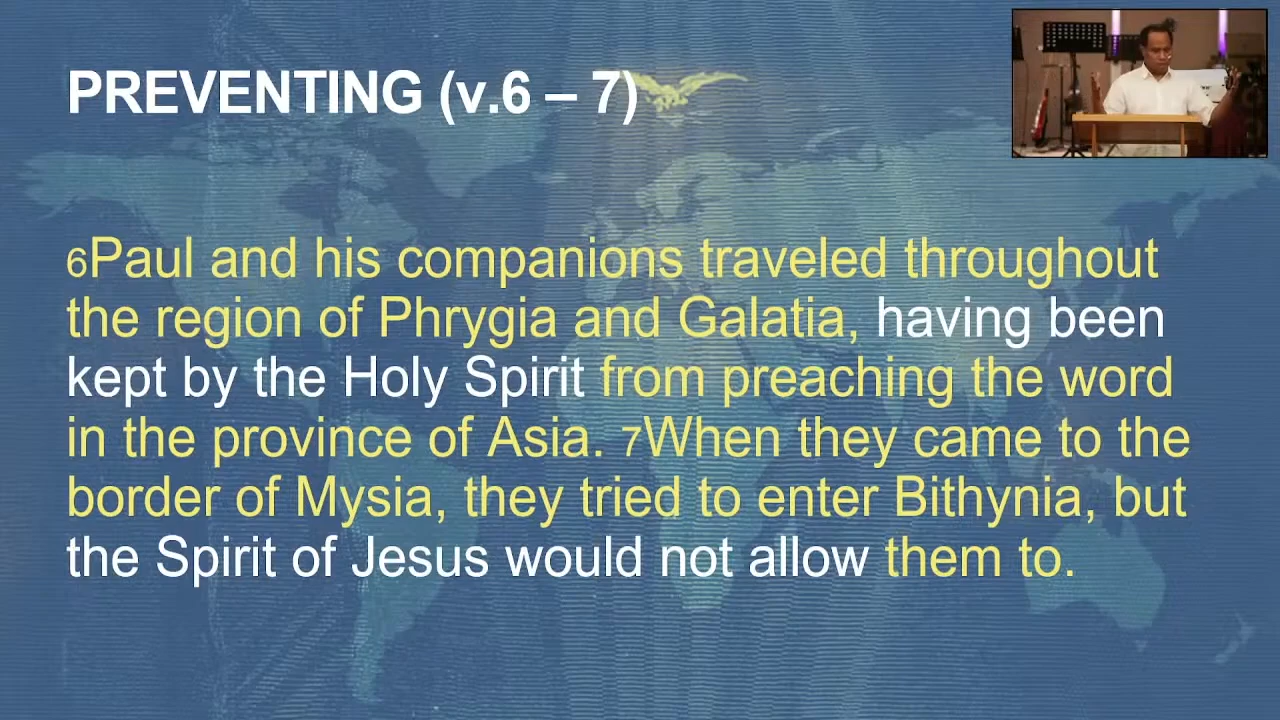 PREVENTING (v.6 – 7)
6Paul and his companions traveled throughout
the region of Phrygia and Galatia, having been
kept by the Holy Spirit from preaching the word
in the province of Asia. 7When they came to the
border of Mysia, they tried to enter Bithynia, but
the Spirit of Jesus would not allow them to.